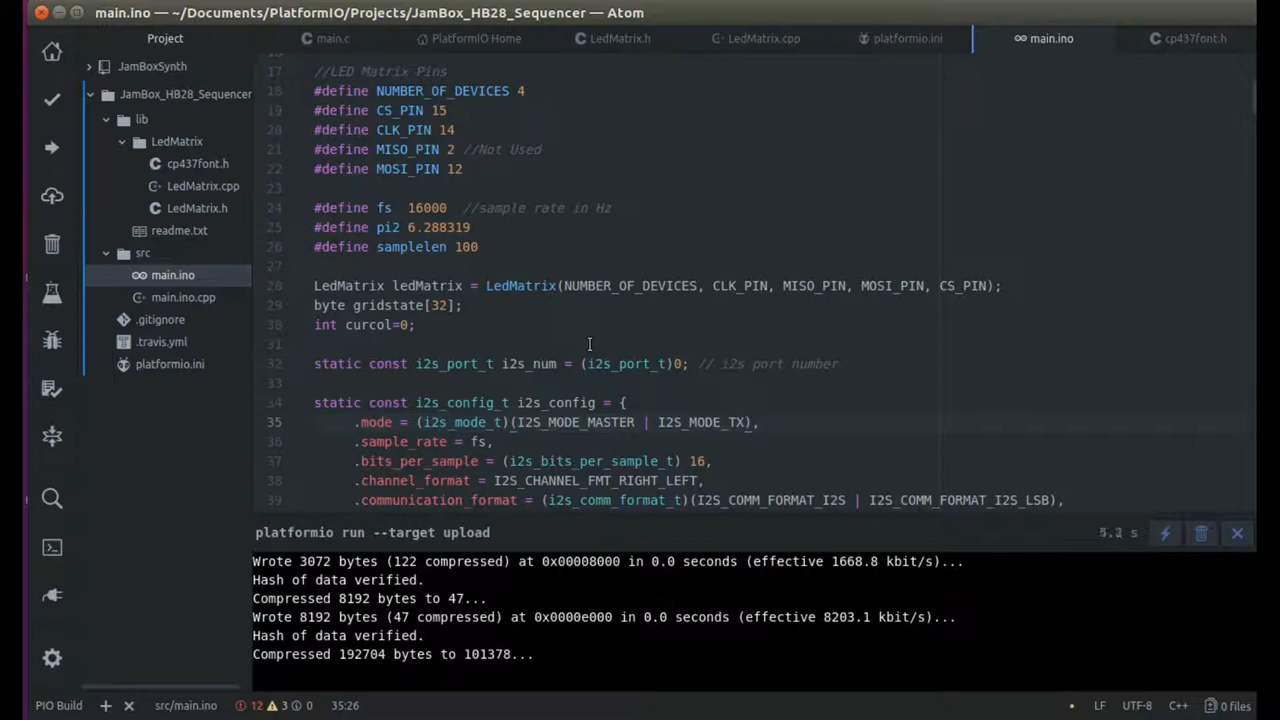 main.ino — ~/Documents/PlatformIO/Projects/JamBox_HB28_Sequencer — Atom
Project
main.c
PlatformIO Home
LedMatrix.h
LedMatrix.cpp
platformio.ini
main.ino
cp437font.h
JamBoxSynth
JamBox_HB28_Sequencer
lib
LedMatrix
cp437font.h
LedMatrix.cpp
LedMatrix.h
readme.txt
src
main.ino
main.ino.cpp
.gitignore
.travis.yml
platformio.ini
17 //LED Matrix Pins
18 #define NUMBER_OF_DEVICES 4
19 #define CS_PIN 15
20 #define CLK_PIN 14
21 #define MISO_PIN 2 //Not Used
22 #define MOSI_PIN 12
23
24 #define fs  16000  //sample rate in Hz
25 #define pi2 6.288319
26 #define samplelen 100
27
28 LedMatrix ledMatrix = LedMatrix(NUMBER_OF_DEVICES, CLK_PIN, MISO_PIN, MOSI_PIN, CS_PIN);
29 byte gridstate[32];
30 int curcol=0;
31
32 static const i2s_port_t i2s_num = (i2s_port_t)0; // i2s port number
33
34 static const i2s_config_t i2s_config = {
35      .mode = (i2s_mode_t)(I2S_MODE_MASTER | I2S_MODE_TX),
36      .sample_rate = fs,
37      .bits_per_sample = (i2s_bits_per_sample_t) 16,
38      .channel_format = I2S_CHANNEL_FMT_RIGHT_LEFT,
39      .communication_format = (i2s_comm_format_t)(I2S_COMM_FORMAT_I2S | I2S_COMM_FORMAT_I2S_LSB),
platformio run --target upload
Wrote 3072 bytes (122 compressed) at 0x00008000 in 0.0 seconds (effective 1668.8 kbit/s)...
Hash of data verified.
Compressed 8192 bytes to 47...
Wrote 8192 bytes (47 compressed) at 0x0000e000 in 0.0 seconds (effective 8203.1 kbit/s)...
Hash of data verified.
Compressed 192704 bytes to 101378...
PIO Build + × src/main.ino 12 3 0 35:26 LF UTF-8 C++ 0 files